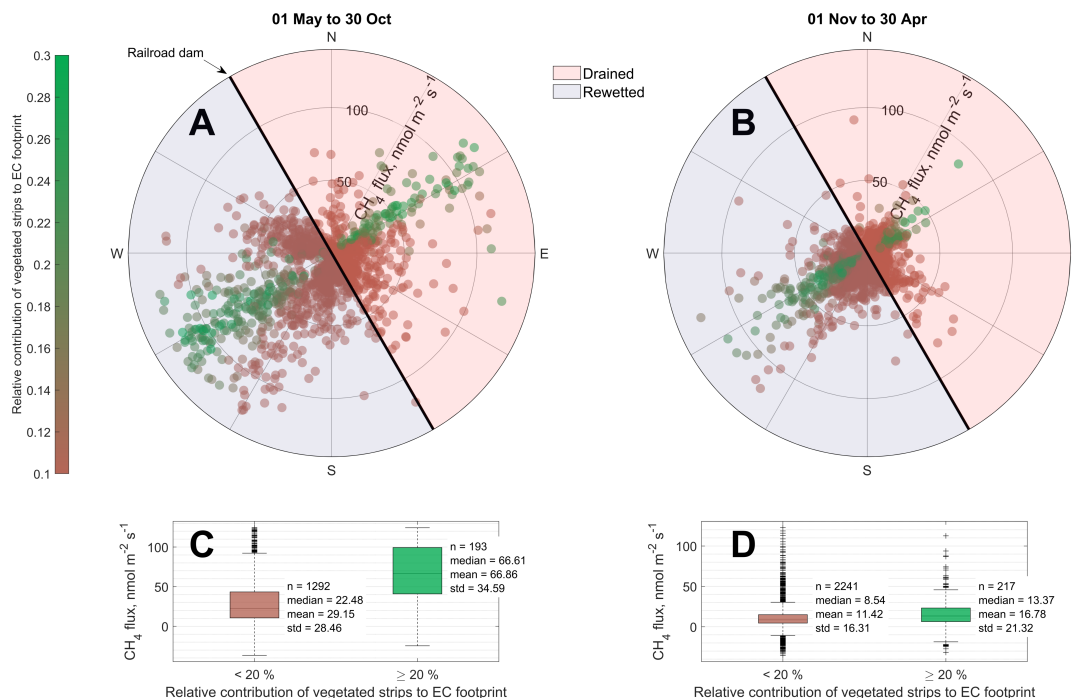 01 May to 30 Oct
N
Railroad dam
A
100
50
CH4 flux, nmol m−2 s−1
W
E
S
0.3
0.28
0.26
0.24
0.22
0.2
0.18
0.16
0.14
0.12
0.1
Relative contribution of vegetated strips to EC footprint
Drained
Rewetted
01 Nov to 30 Apr
N
B
100
50
CH4 flux, nmol m−2 s−1
W
S
C
CH4 flux, nmol m−2 s−1
100
50
0
n = 1292
median = 22.48
mean = 29.15
std = 28.46
n = 193
median = 66.61
mean = 66.86
std = 34.59
< 20 %
≥ 20 %
Relative contribution of vegetated strips to EC footprint
D
CH4 flux, nmol m−2 s−1
100
50
0
n = 2241
median = 8.54
mean = 11.42
std = 16.31
n = 217
median = 13.37
mean = 16.78
std = 21.32
< 20 %
≥ 20 %
Relative contribution of vegetated strips to EC footprint